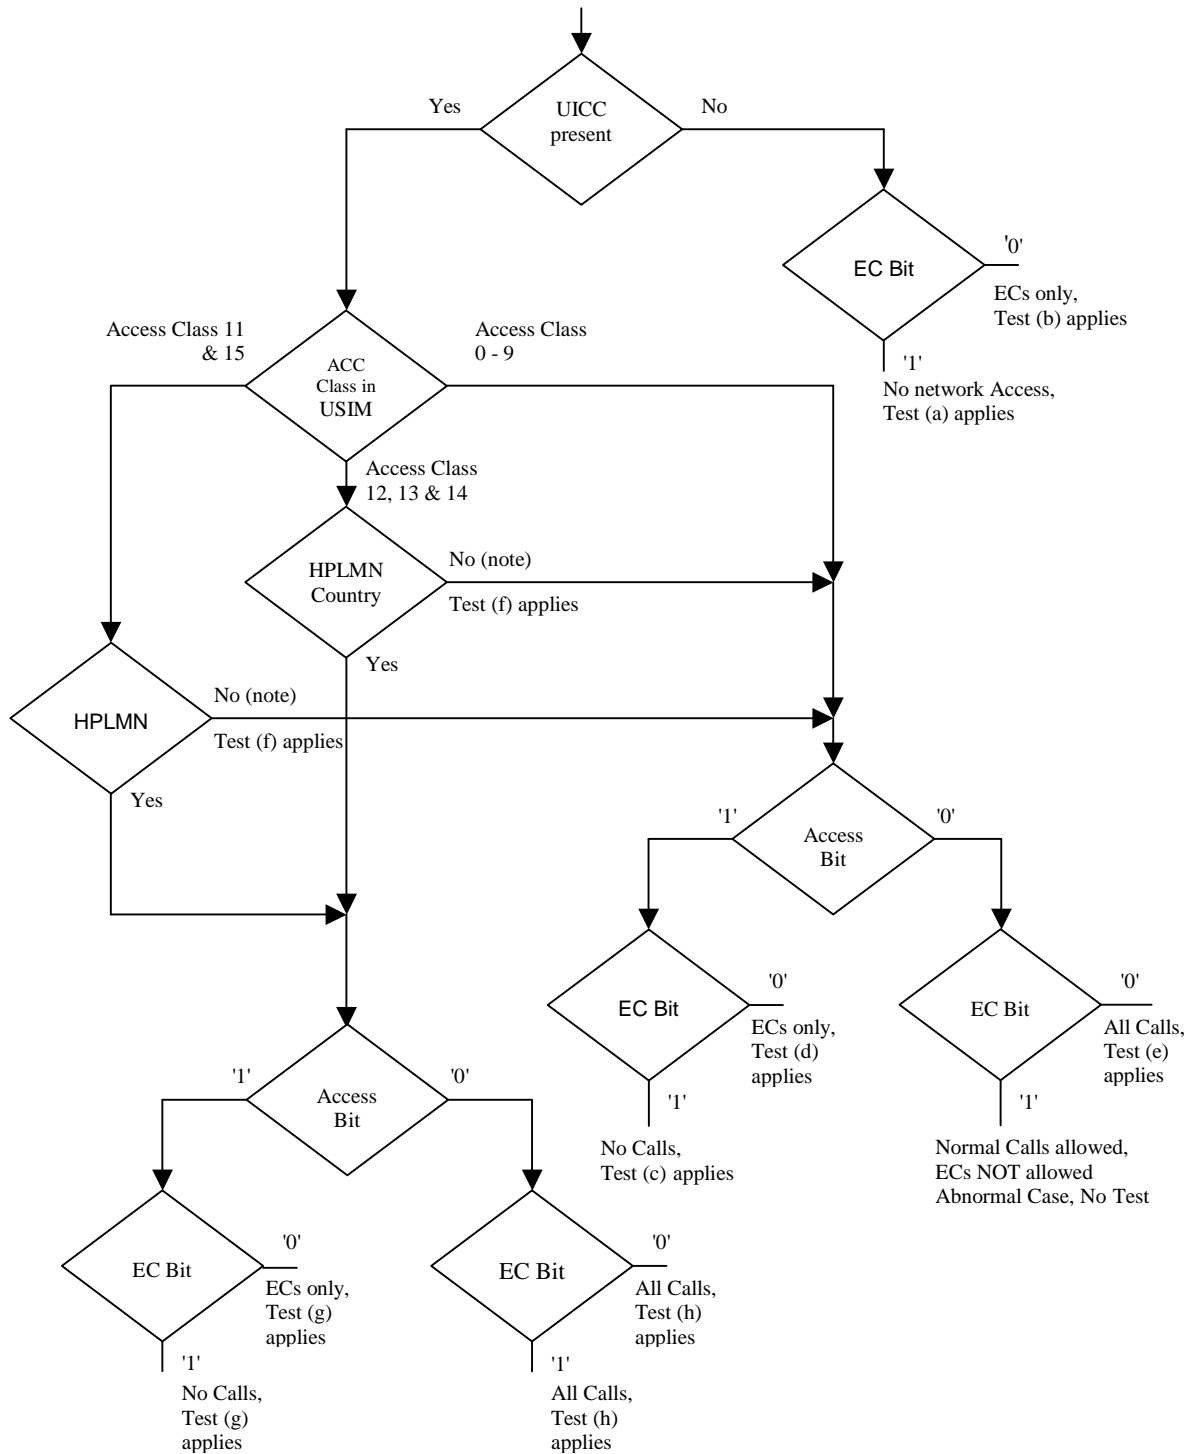 Yes
UICC
present
No
EC Bit
'0'
ECs only,
Test (b) applies
'1'
No network Access,
Test (a) applies
Access Class 11
& 15
ACC
Class in
USIM
Access Class
0 - 9
Access Class
12, 13 & 14
HPLMN
Country
No (note)
Test (f) applies
Yes
HPLMN
No (note)
Test (f) applies
Yes
'1'
Access
Bit
'0'
EC Bit
'0'
ECs only,
Test (d)
applies
'1'
No Calls,
Test (c) applies
EC Bit
'0'
All Calls,
Test (e)
applies
'1'
Normal Calls allowed,
ECs NOT allowed
Abnormal Case, No Test
'1'
Access
Bit
'0'
EC Bit
'0'
ECs only,
Test (g)
applies
'1'
No Calls,
Test (g)
applies
EC Bit
'0'
All Calls,
Test (h)
applies
'1'
All Calls,
Test (h)
applies